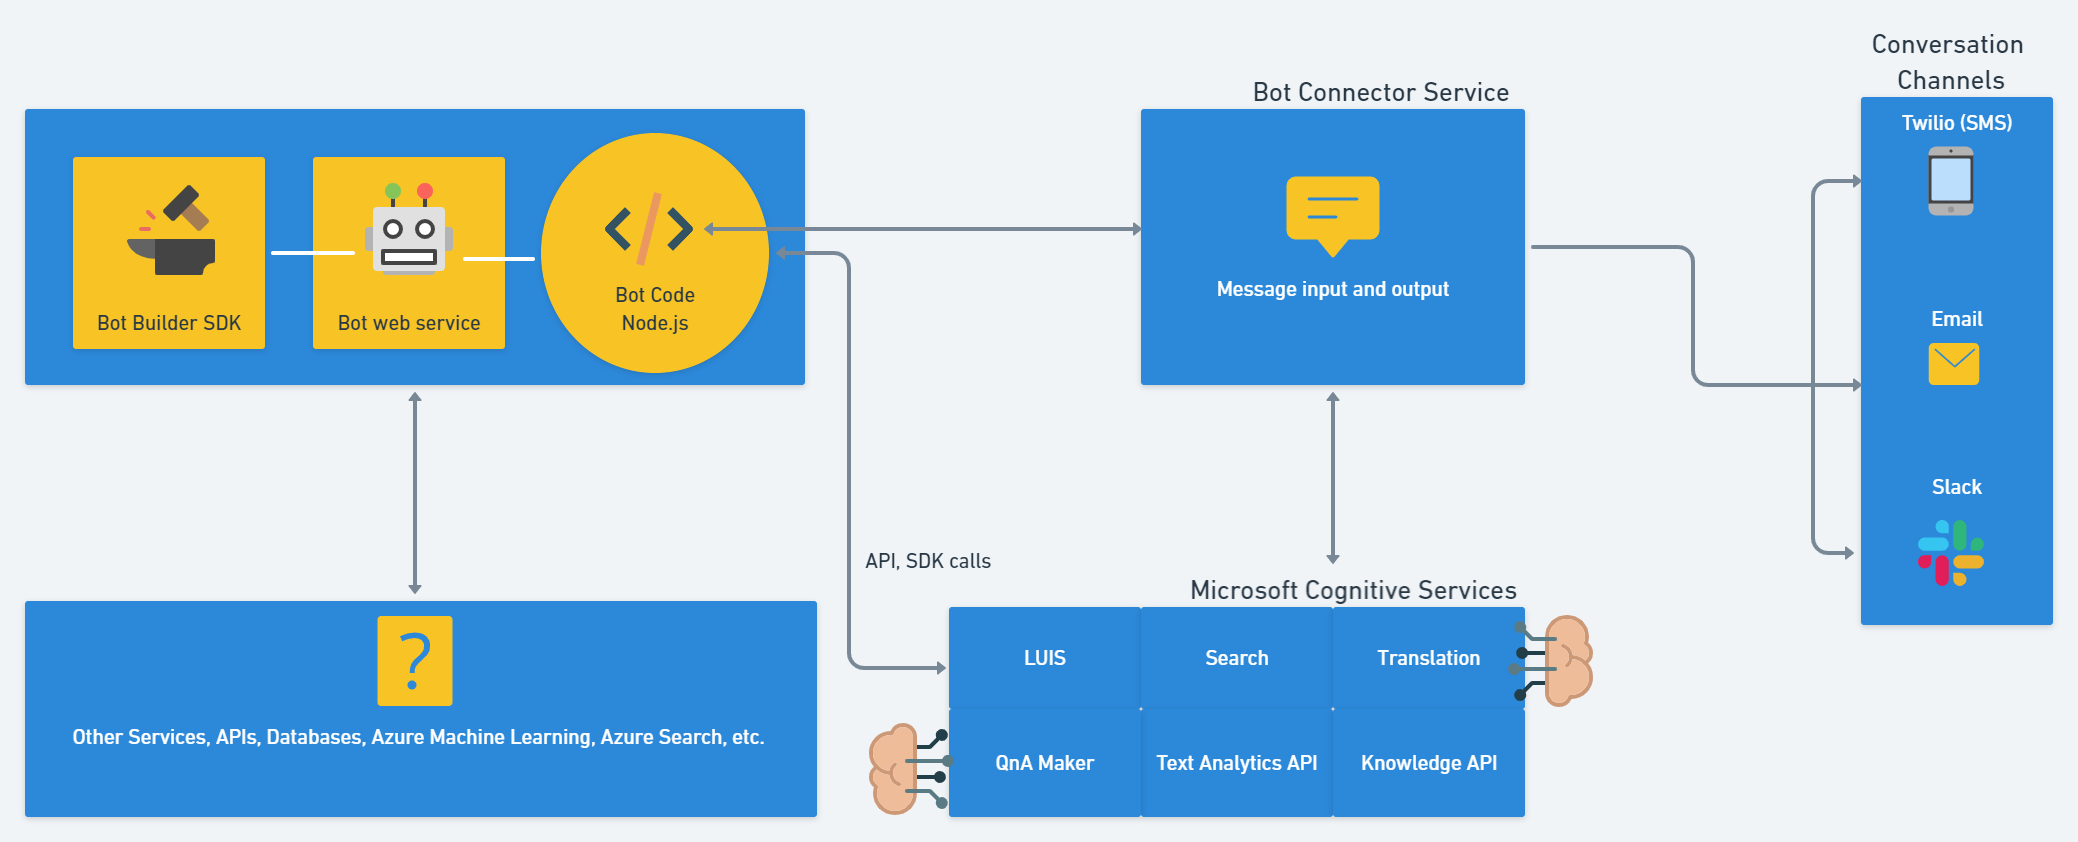 Conversation
Channels
Bot Connector Service
Twilio (SMS)
Bot Builder SDK
Bot web service
Bot Code
Node.js
Message input and output
Email
Slack
API, SDK calls
Microsoft Cognitive Services
?
Other Services, APIs, Databases, Azure Machine Learning, Azure Search, etc.
LUIS
Search
Translation
QnA Maker
Text Analytics API
Knowledge API